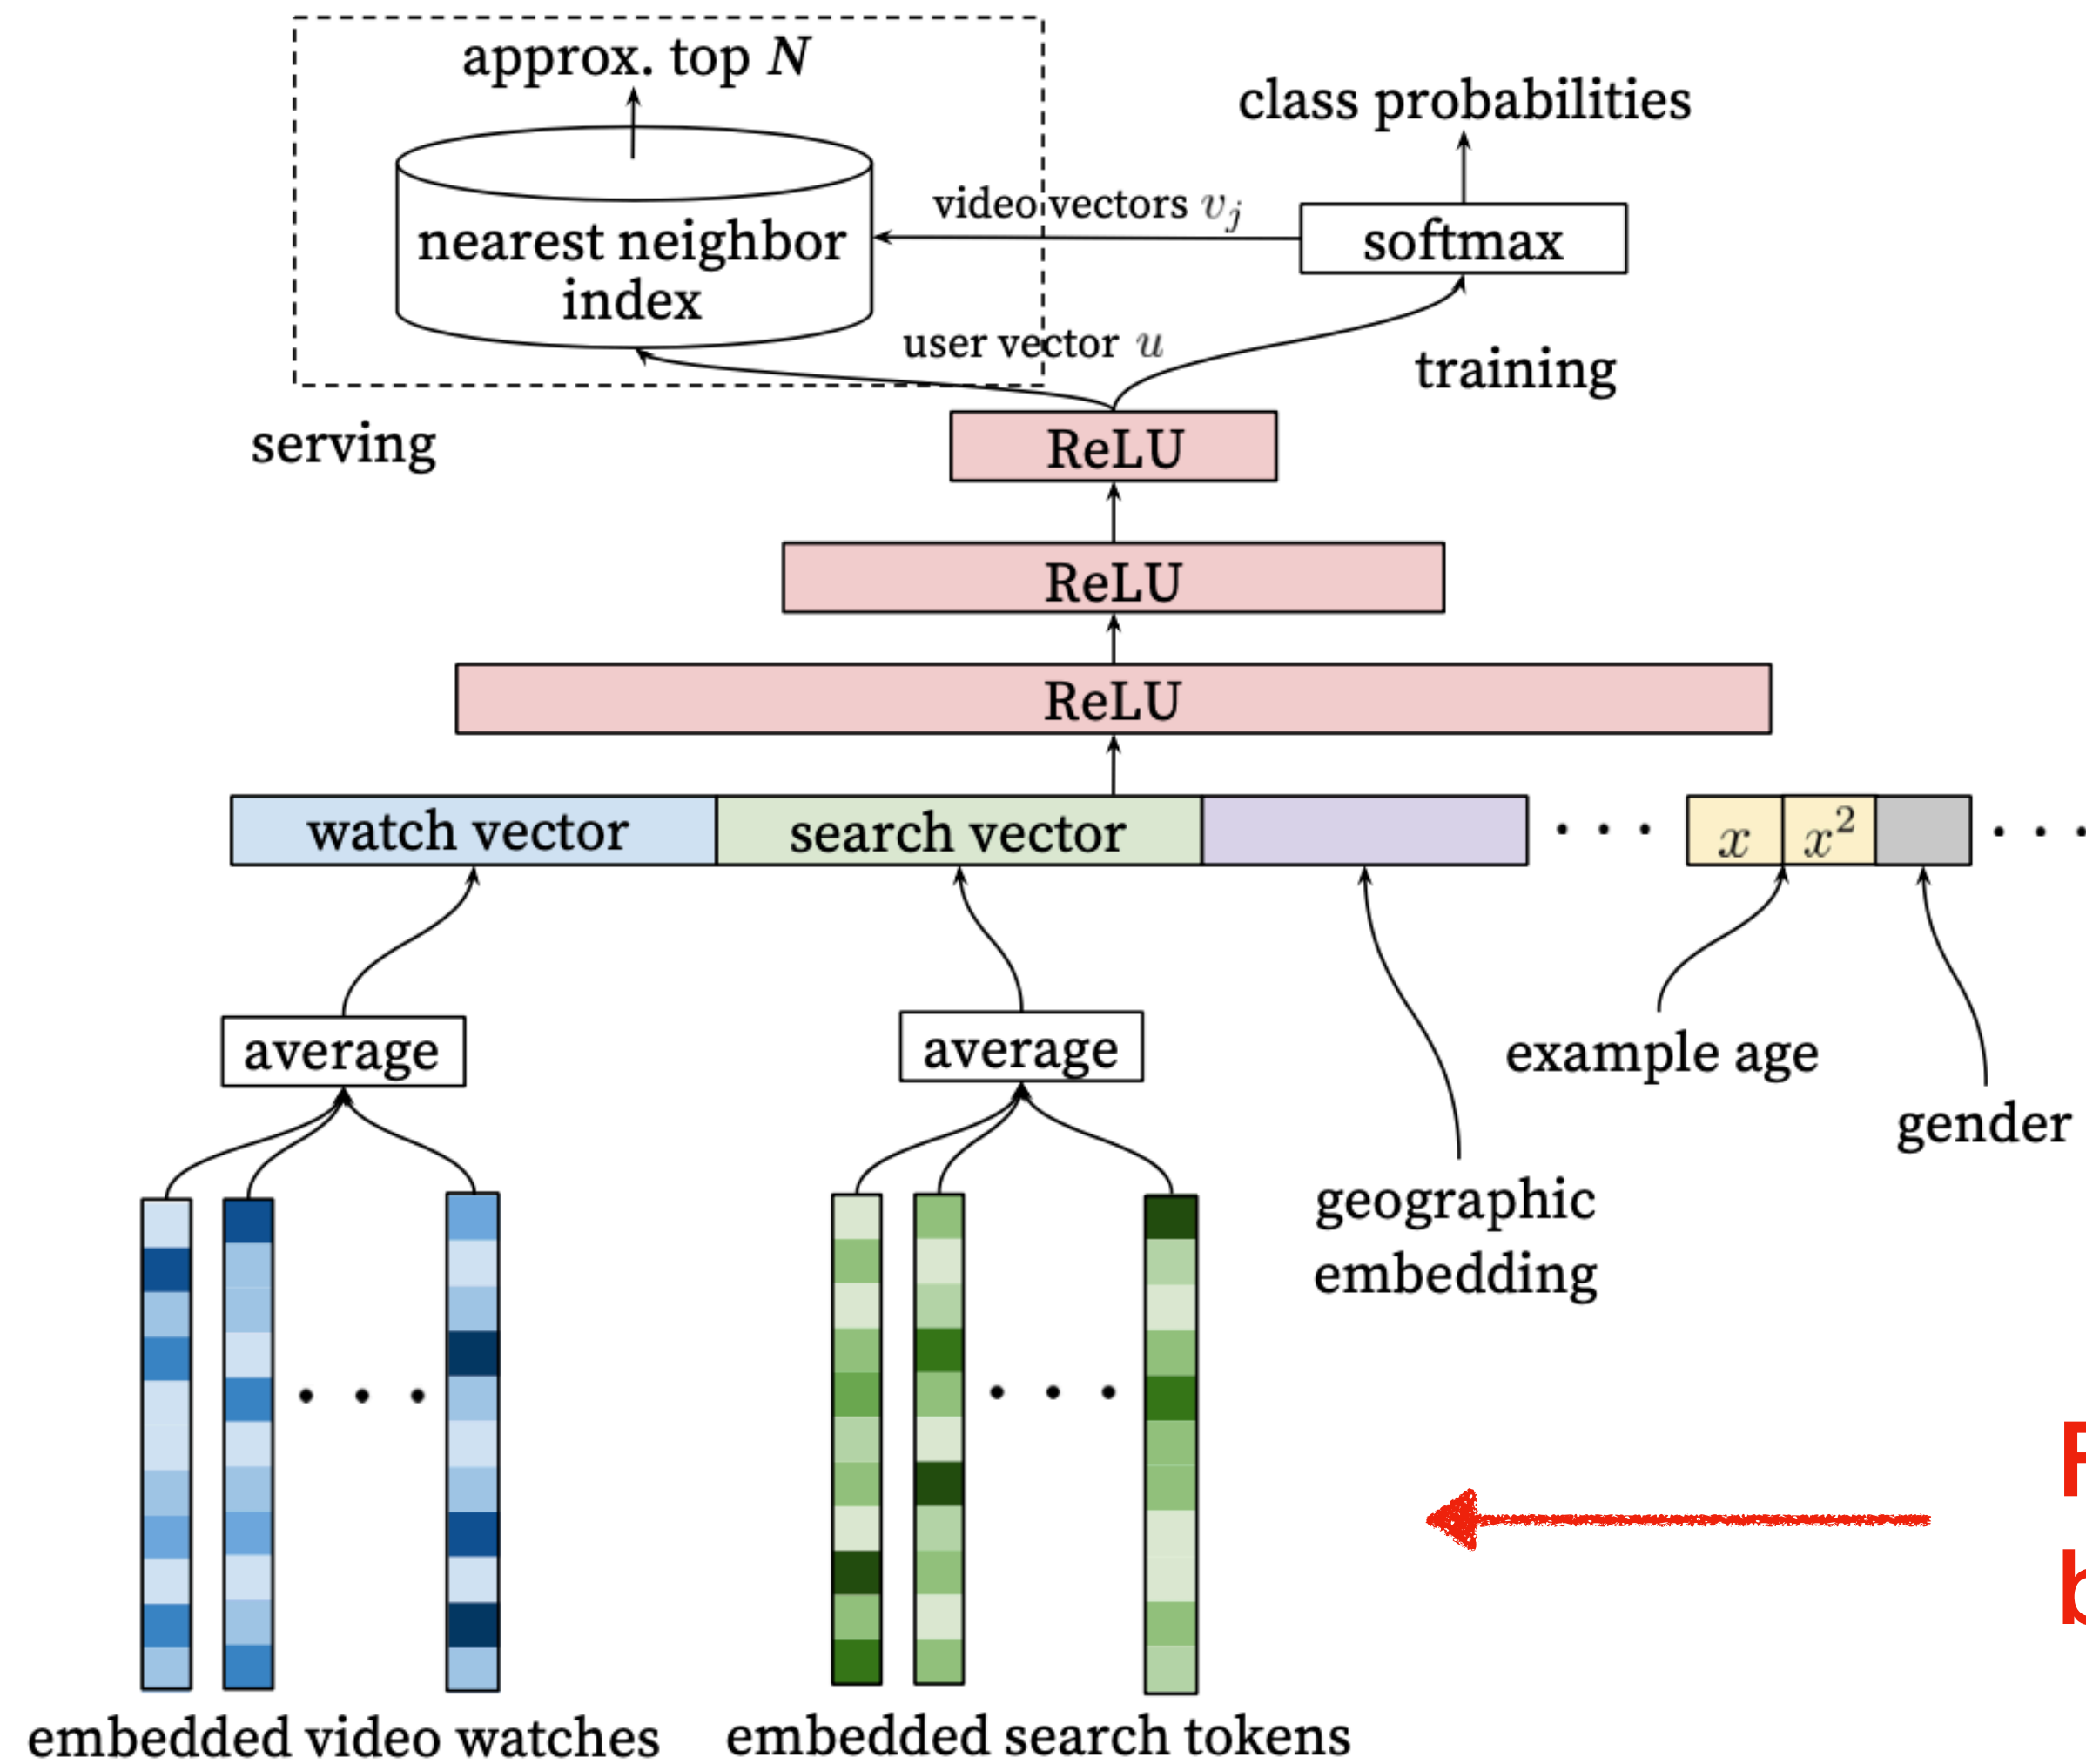 approx. top N
class probabilities
video vectors v_j
nearest neighbor
index
softmax
user vector u
training
serving
ReLU
ReLU
ReLU
watch vector
search vector
x
x²
average
average
example age
gender
geographic
embedding
embedded video watches
embedded search tokens